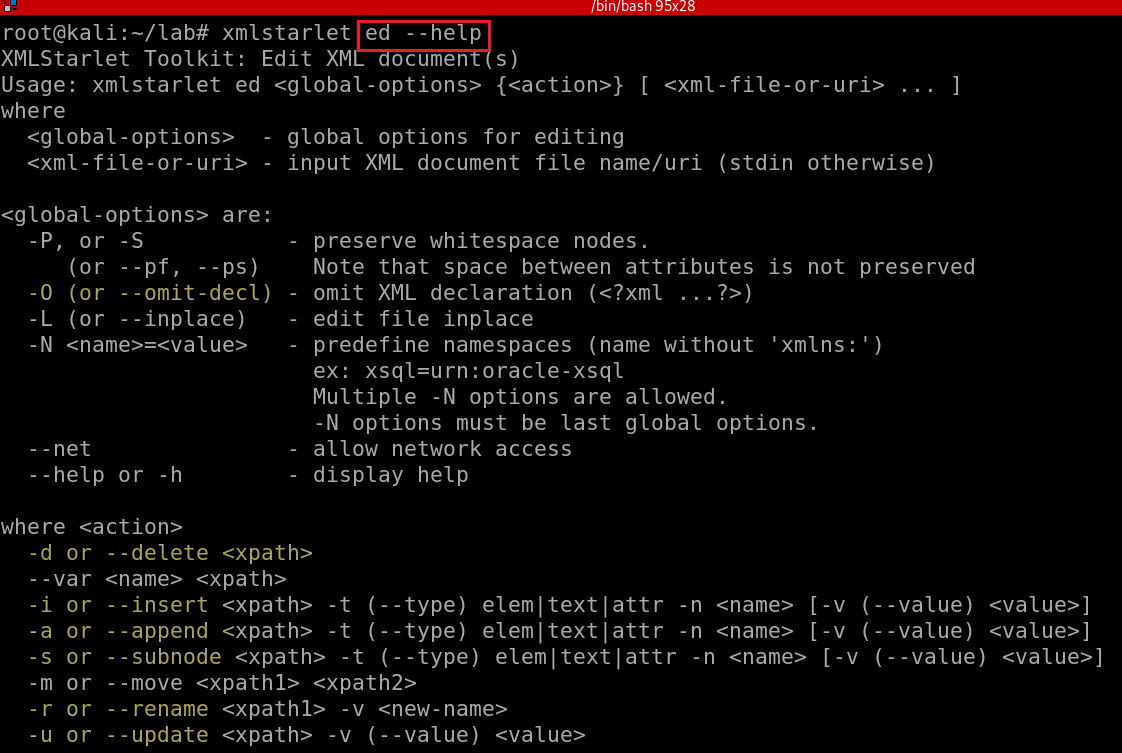 /bin/bash 95x28
root@kali:~/lab# xmlstarlet ed --help
XMLStarlet Toolkit: Edit XML document(s)
Usage: xmlstarlet ed <global-options> {<action>} [ <xml-file-or-uri> ... ]
where
  <global-options>  - global options for editing
  <xml-file-or-uri> - input XML document file name/uri (stdin otherwise)

<global-options> are:
  -P, or -S           - preserve whitespace nodes.
     (or --pf, --ps)    Note that space between attributes is not preserved
  -O (or --omit-decl) - omit XML declaration (<?xml ...?>)
  -L (or --inplace)   - edit file inplace
  -N <name>=<value>   - predefine namespaces (name without 'xmlns:')
                        ex: xsql=urn:oracle-xsql
                        Multiple -N options are allowed.
                        -N options must be last global options.
  --net               - allow network access
  --help or -h        - display help

where <action>
  -d or --delete <xpath>
  --var <name> <xpath>
  -i or --insert <xpath> -t (--type) elem|text|attr -n <name> [-v (--value) <value>]
  -a or --append <xpath> -t (--type) elem|text|attr -n <name> [-v (--value) <value>]
  -s or --subnode <xpath> -t (--type) elem|text|attr -n <name> [-v (--value) <value>]
  -m or --move <xpath1> <xpath2>
  -r or --rename <xpath1> -v <new-name>
  -u or --update <xpath> -v (--value) <value>